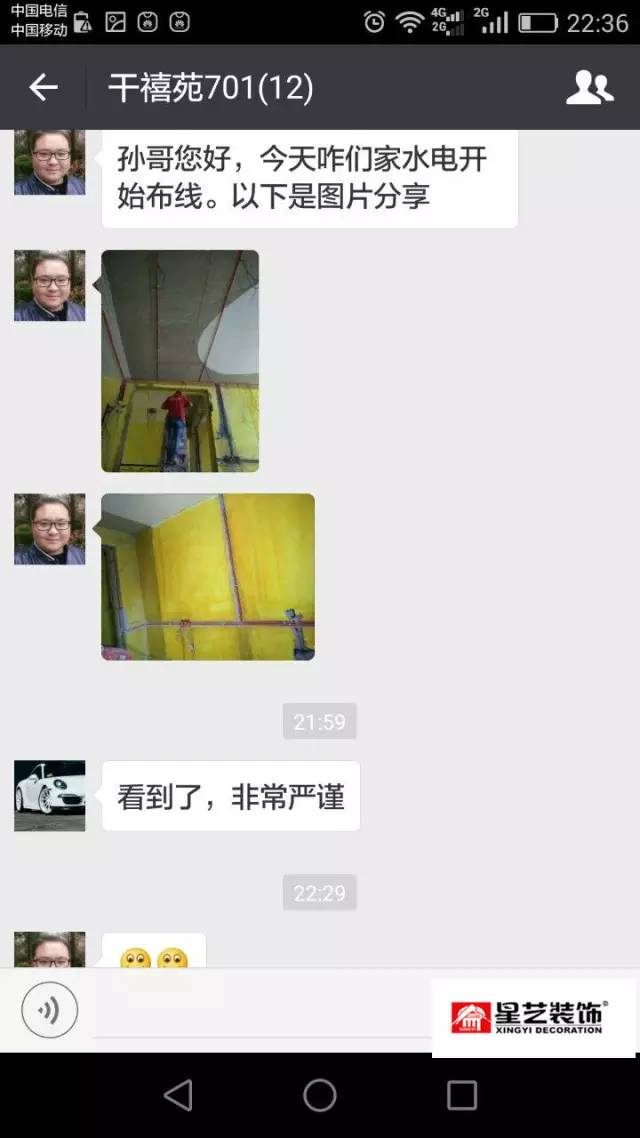 中国电信
中国移动
4G
2G
2G
22:36
干禧苑701(12)
孙哥您好，今天咋们家水电开
始布线。以下是图片分享
21:59
看到了，非常严谨
22:29
星艺装饰®
XINGYI DECORATION